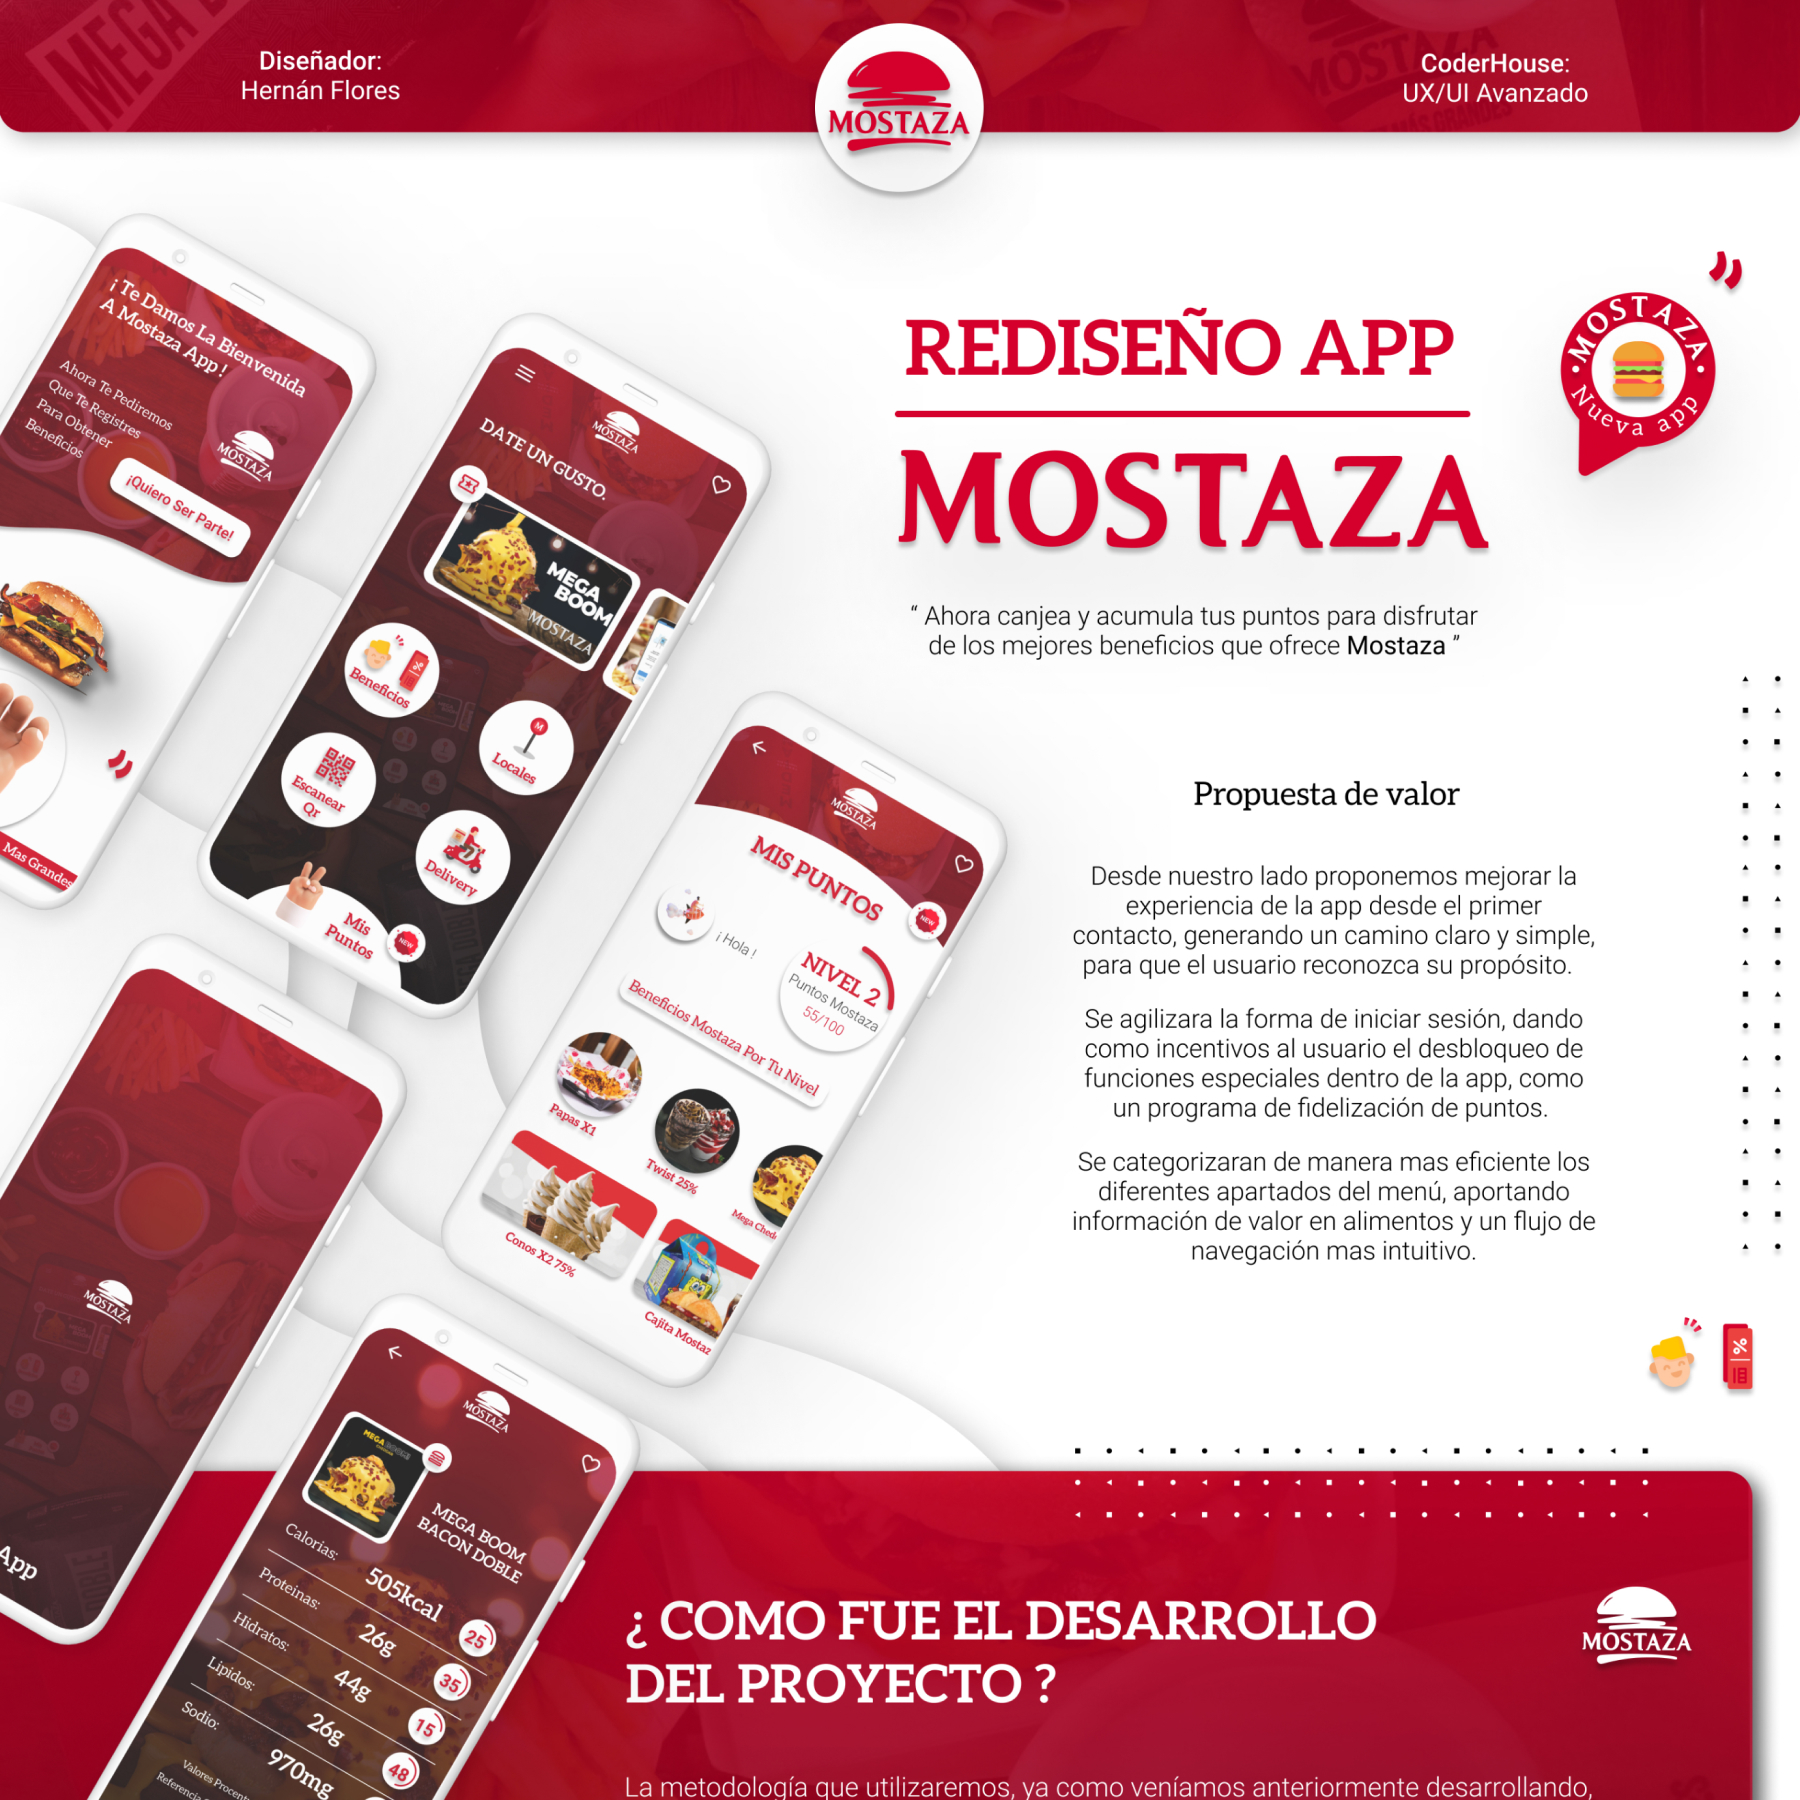 Diseñador:
Hernán Flores
MOSTAZA
CoderHouse:
UX/UI Avanzado
¡ Te Damos La Bienvenida
A Mostaza App !
Ahora Te Pediremos
Que Te Registres
Para Obtener
Beneficios
MOSTAZA
¡Quiero Ser Parte!
Mas Grandes
MOSTAZA
DATE UN GUSTO.
MEGA
BOOM
MOSTAZA
Beneficios
Locales
Escanear
Qr
Delivery
Mis
Puntos
NEW
REDISEÑO APP
MOSTAZA
MOSTAZA
Nueva app
“ Ahora canjea y acumula tus puntos para disfrutar
de los mejores beneficios que ofrece Mostaza ”
MOSTAZA
MIS PUNTOS
NEW
¡ Hola !
NIVEL 2
Puntos Mostaza
55/100
Beneficios Mostaza Por Tu Nivel
Papas X1
Twist 25%
Mega Ched
Conos X2 75%
Cajita Mostaz
Propuesta de valor
Desde nuestro lado proponemos mejorar la
experiencia de la app desde el primer
contacto, generando un camino claro y simple,
para que el usuario reconozca su propósito.
Se agilizara la forma de iniciar sesión, dando
como incentivos al usuario el desbloqueo de
funciones especiales dentro de la app, como
un programa de fidelización de puntos.
Se categorizaran de manera mas eficiente los
diferentes apartados del menú, aportando
información de valor en alimentos y un flujo de
navegación mas intuitivo.
MOSTAZA
App
MOSTAZA
MEGA BOOM
BACON DOBLE
Calorias: 505kcal 25
Proteinas: 26g 35
Hidratos: 44g 15
Lipidos: 26g 48
Sodio: 970mg
Valores Procent
Referencia
¿ COMO FUE EL DESARROLLO
DEL PROYECTO ?
MOSTAZA
La metodología que utilizaremos, ya como veníamos anteriormente desarrollando,